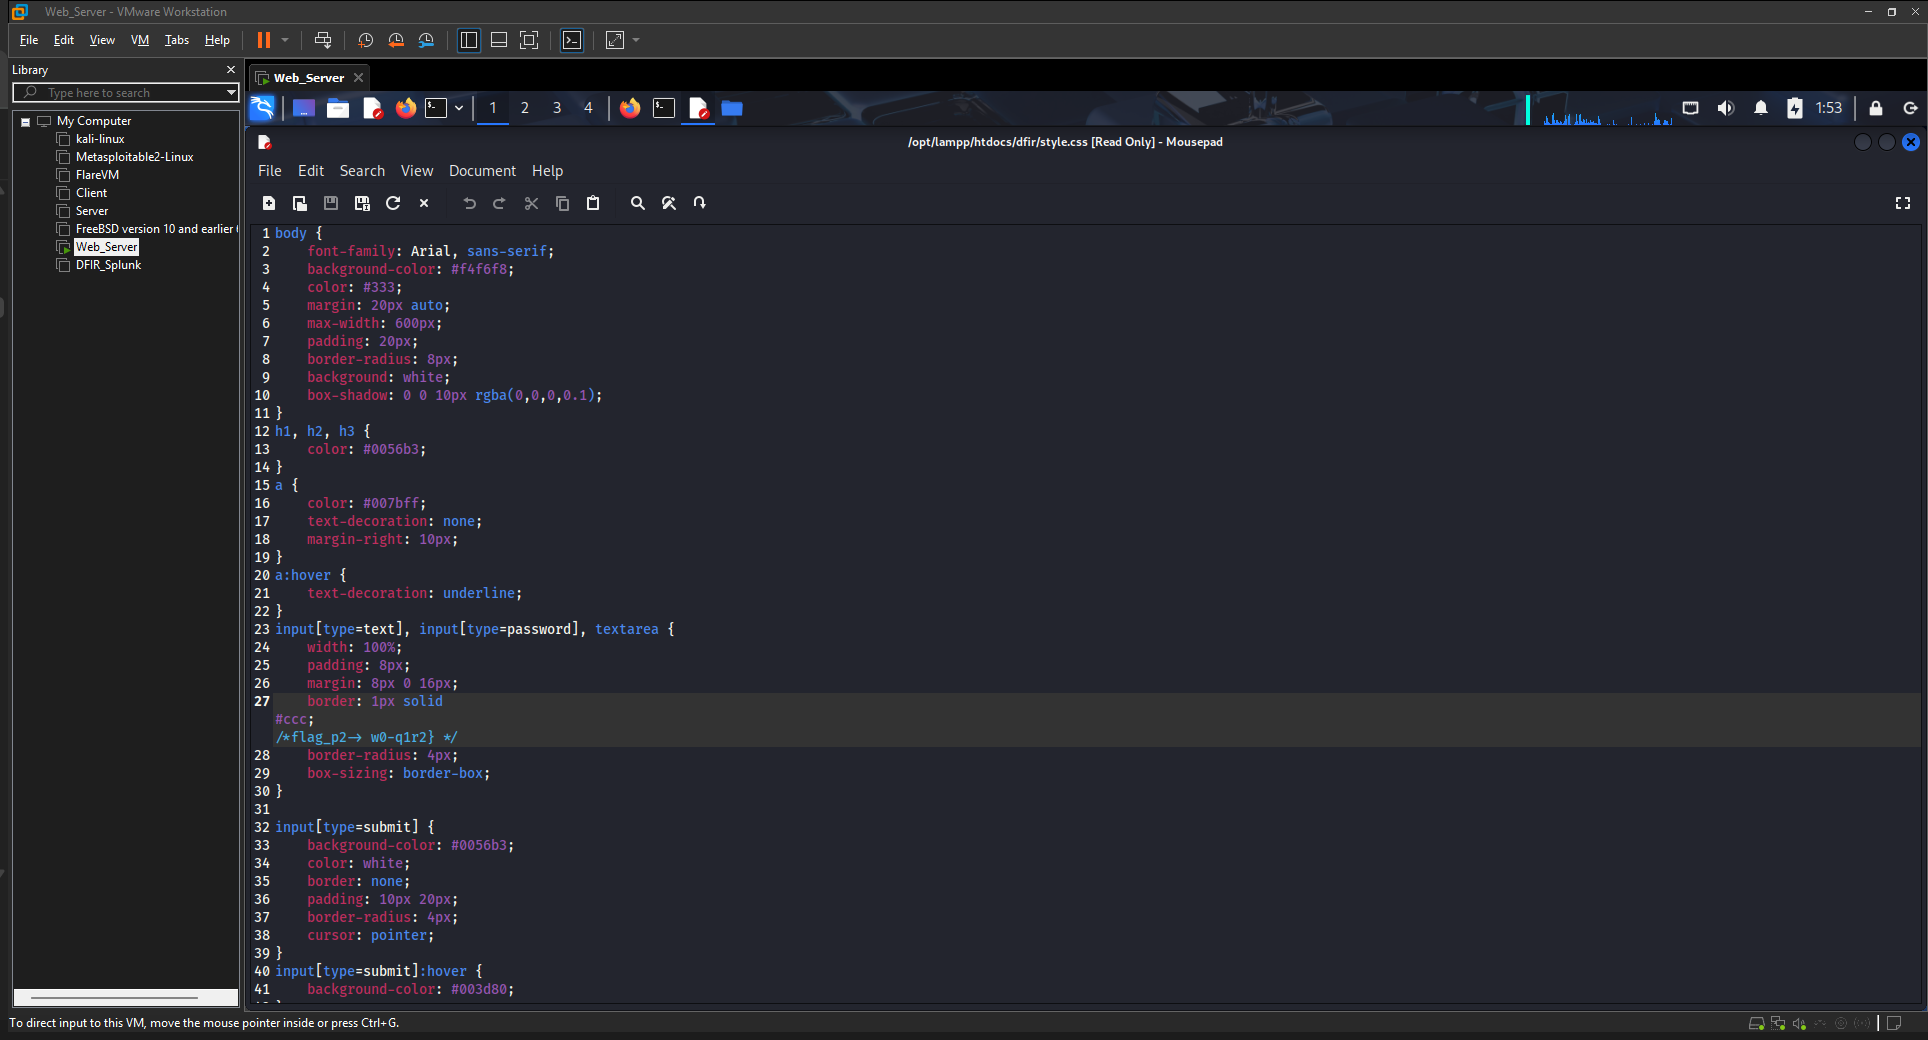 Web_Server - VMware Workstation
File Edit View VM Tabs Help
Library
Type here to search
My Computer
kali-linux
Metasploitable2-Linux
FlareVM
Client
Server
FreeBSD version 10 and earlier
Web_Server
DFIR_Splunk
Web_Server
1 2 3 4
1:53
/opt/lampp/htdocs/dfir/style.css [Read Only] - Mousepad
File Edit Search View Document Help
1 body {
2     font-family: Arial, sans-serif;
3     background-color: #f4f6f8;
4     color: #333;
5     margin: 20px auto;
6     max-width: 600px;
7     padding: 20px;
8     border-radius: 8px;
9     background: white;
10     box-shadow: 0 0 10px rgba(0,0,0,0.1);
11 }
12 h1, h2, h3 {
13     color: #0056b3;
14 }
15 a {
16     color: #007bff;
17     text-decoration: none;
18     margin-right: 10px;
19 }
20 a:hover {
21     text-decoration: underline;
22 }
23 input[type=text], input[type=password], textarea {
24     width: 100%;
25     padding: 8px;
26     margin: 8px 0 16px;
27     border: 1px solid
#ccc;
/*flag_p2-> w0-q1r2} */
28     border-radius: 4px;
29     box-sizing: border-box;
30 }
31
32 input[type=submit] {
33     background-color: #0056b3;
34     color: white;
35     border: none;
36     padding: 10px 20px;
37     border-radius: 4px;
38     cursor: pointer;
39 }
40 input[type=submit]:hover {
41     background-color: #003d80;
To direct input to this VM, move the mouse pointer inside or press Ctrl+G.